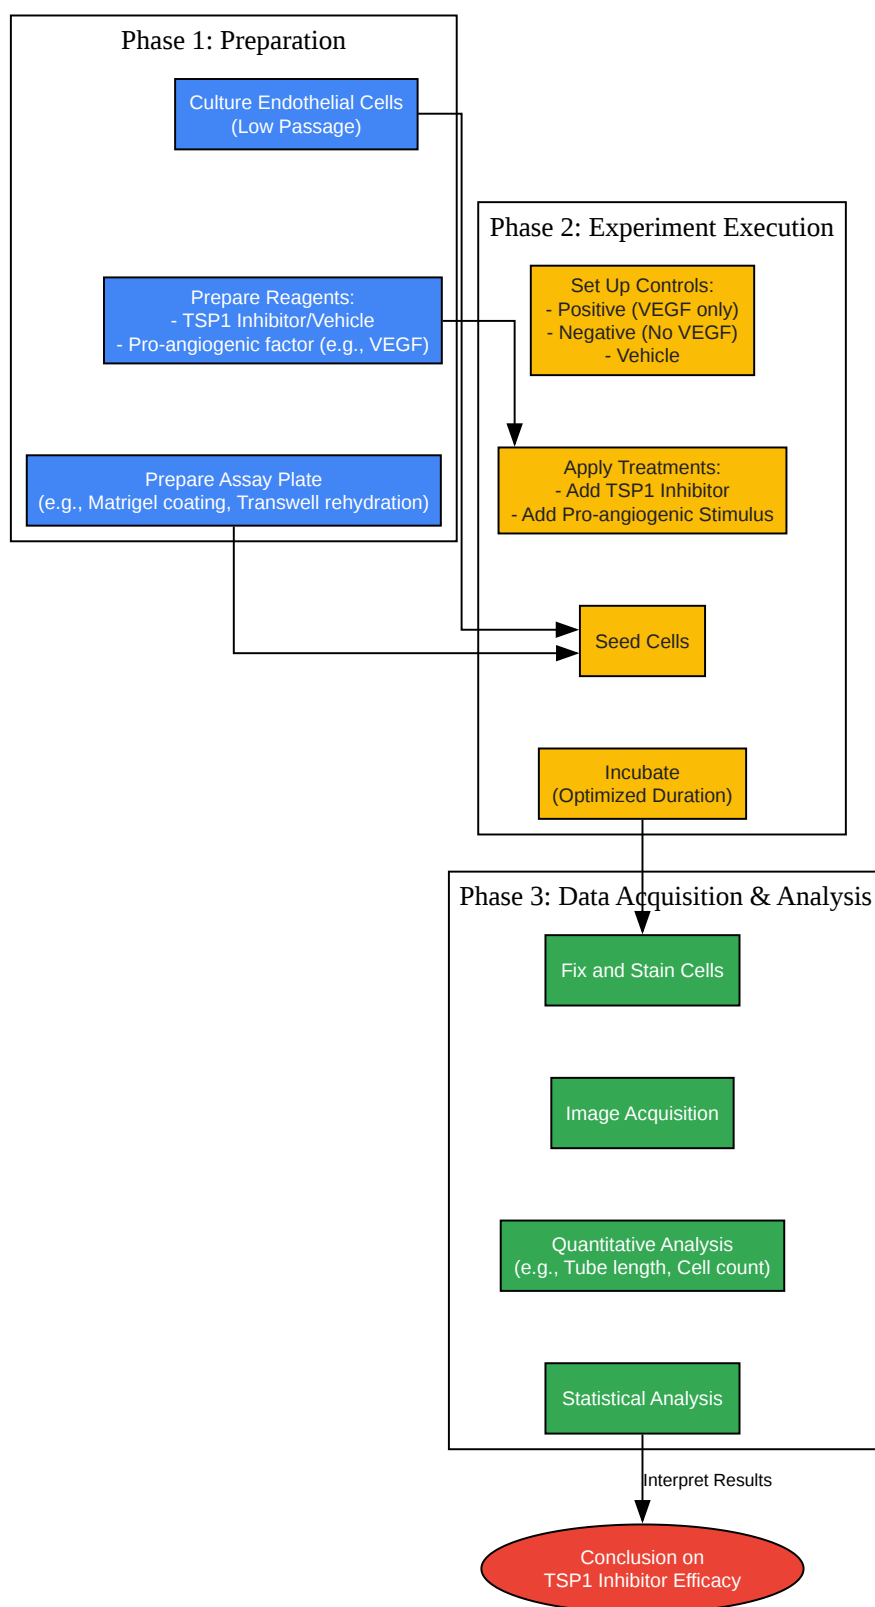 Phase 1: Preparation
Culture Endothelial Cells
(Low Passage)
Prepare Reagents:
- TSP1 Inhibitor/Vehicle
- Pro-angiogenic factor (e.g., VEGF)
Prepare Assay Plate
(e.g., Matrigel coating, Transwell rehydration)
Phase 2: Experiment Execution
Set Up Controls:
- Positive (VEGF only)
- Negative (No VEGF)
- Vehicle
Apply Treatments:
- Add TSP1 Inhibitor
- Add Pro-angiogenic Stimulus
Seed Cells
Incubate
(Optimized Duration)
Phase 3: Data Acquisition & Analysis
Fix and Stain Cells
Image Acquisition
Quantitative Analysis
(e.g., Tube length, Cell count)
Statistical Analysis
Interpret Results
Conclusion on
TSP1 Inhibitor Efficacy